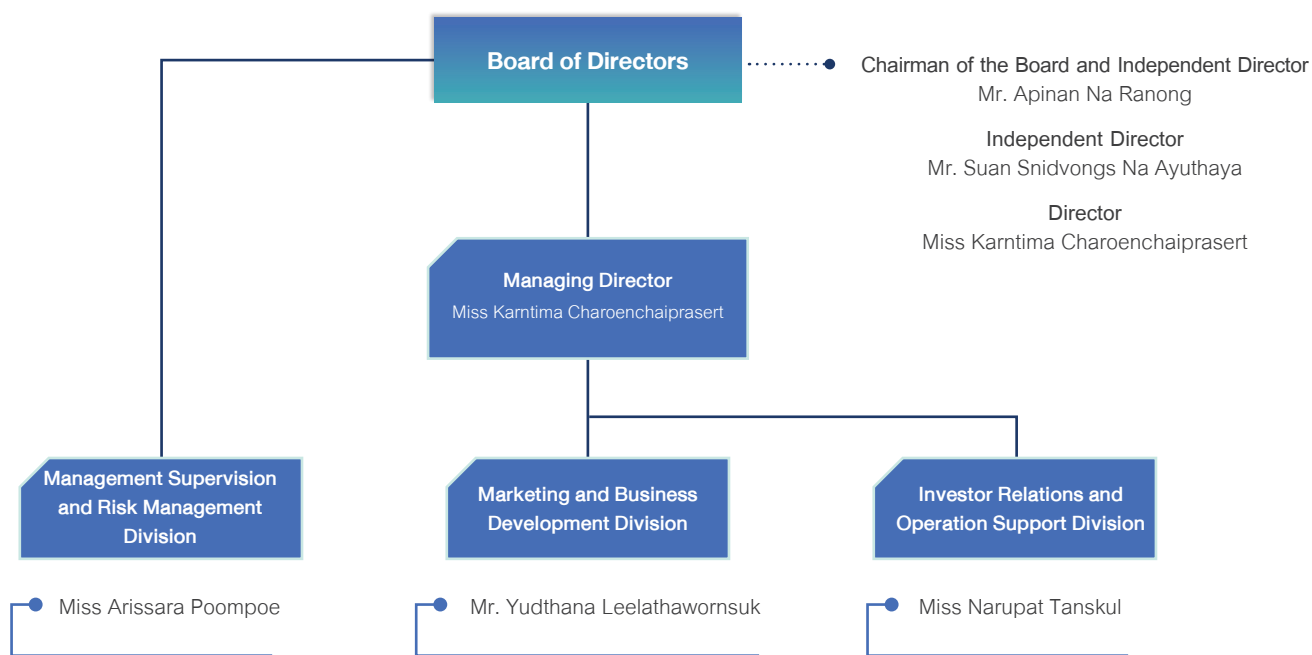 Board of Directors
Chairman of the Board and Independent Director
Mr. Apinan Na Ranong
Independent Director
Mr. Suan Snidvongs Na Ayuthaya
Director
Miss Karntima Charoenchaiprasert
Managing Director
Miss Karntima Charoenchaiprasert
Management Supervision
and Risk Management
Division
Marketing and Business
Development Division
Investor Relations and
Operation Support Division
Miss Arissara Poompoe
Mr. Yudthana Leelathawornsuk
Miss Narupat Tanskul